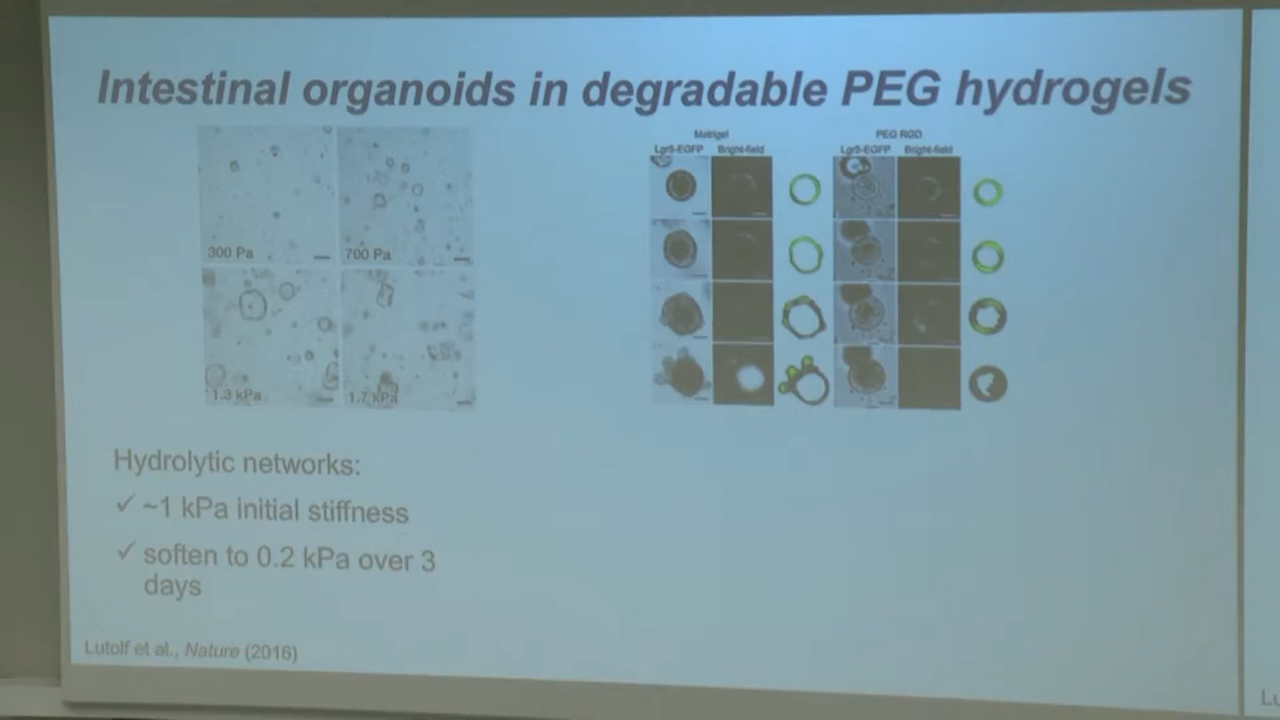 Intestinal organoids in degradable PEG hydrogels
Matrigel
PEG RGD
Lgr5-EGFP Bright-field
Lgr5-EGFP Bright-field
300 Pa
700 Pa
1.3 kPa
1.7 kPa
Hydrolytic networks:
✓ ~1 kPa initial stiffness
✓ soften to 0.2 kPa over 3
days
Lutolf et al., Nature (2016)